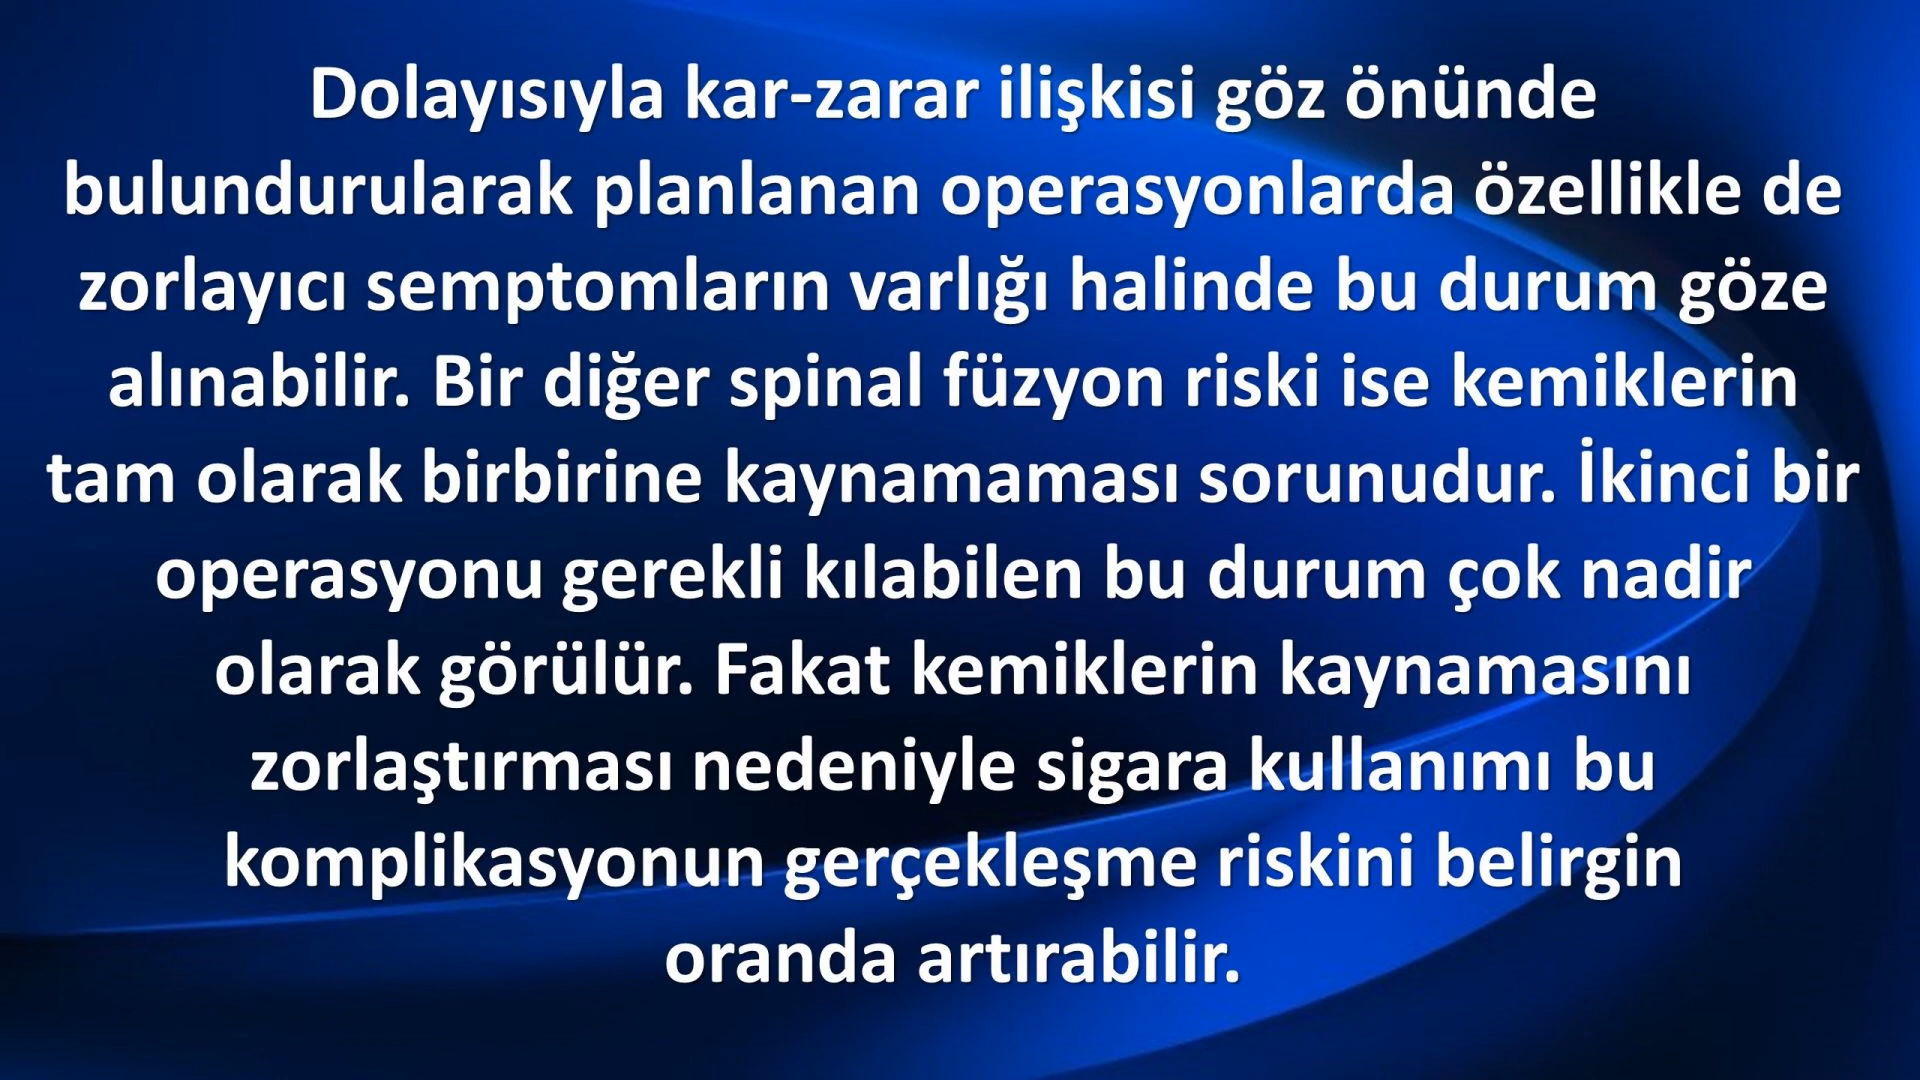 Dolayısıyla kar-zarar ilişkisi göz önünde
bulundurularak planlanan operasyonlarda özellikle de
zorlayıcı semptomların varlığı halinde bu durum göze
alınabilir. Bir diğer spinal füzyon riski ise kemiklerin
tam olarak birbirine kaynamaması sorunudur. İkinci bir
operasyonu gerekli kılabilen bu durum çok nadir
olarak görülür. Fakat kemiklerin kaynamasını
zorlaştırması nedeniyle sigara kullanımı bu
komplikasyonun gerçekleşme riskini belirgin
oranda artırabilir.